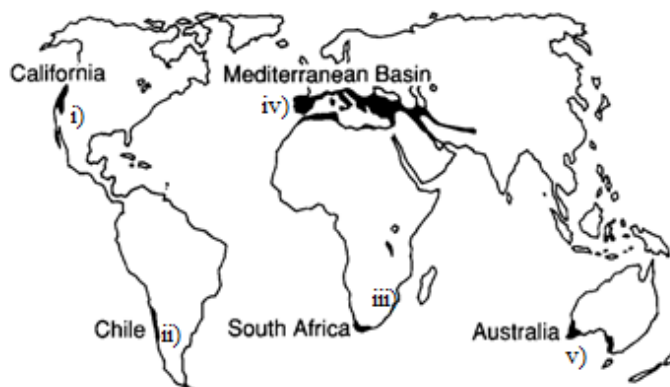 California
Mediterranean Basin
i)
iv)
iii)
Chile
ii)
South Africa
Australia
v)